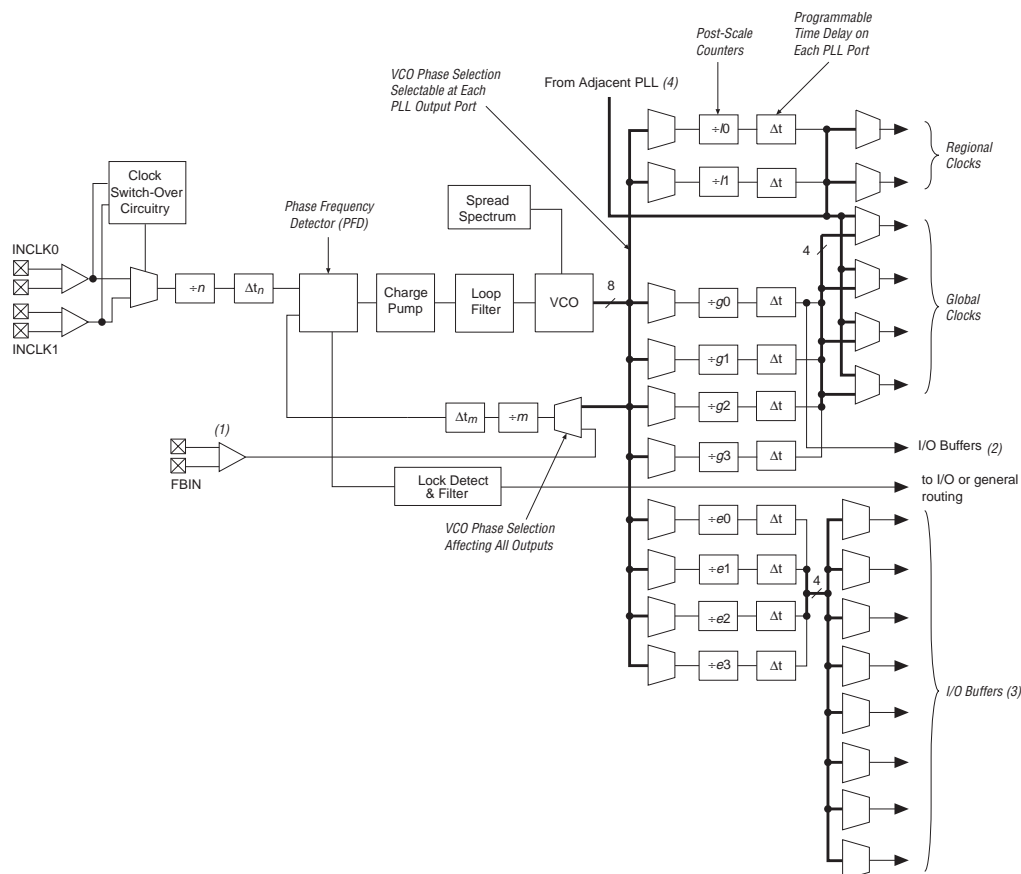 Programmable
Time Delay on
Each PLL Port
Post-Scale
Counters
VCO Phase Selection
Selectable at Each
PLL Output Port
From Adjacent PLL (4)
÷l0
Δt
Regional
Clocks
÷l1
Δt
Clock
Switch-Over
Circuitry
Phase Frequency
Detector (PFD)
Spread
Spectrum
4
INCLK0
÷n
Δtn
Charge
Pump
Loop
Filter
VCO
8
÷g0
Δt
Global
Clocks
INCLK1
÷g1
Δt
Δtm
÷m
÷g2
Δt
(1)
FBIN
÷g3
Δt
I/O Buffers (2)
Lock Detect
& Filter
to I/O or general
routing
VCO Phase Selection
Affecting All Outputs
÷e0
Δt
÷e1
Δt
4
÷e2
Δt
÷e3
Δt
I/O Buffers (3)